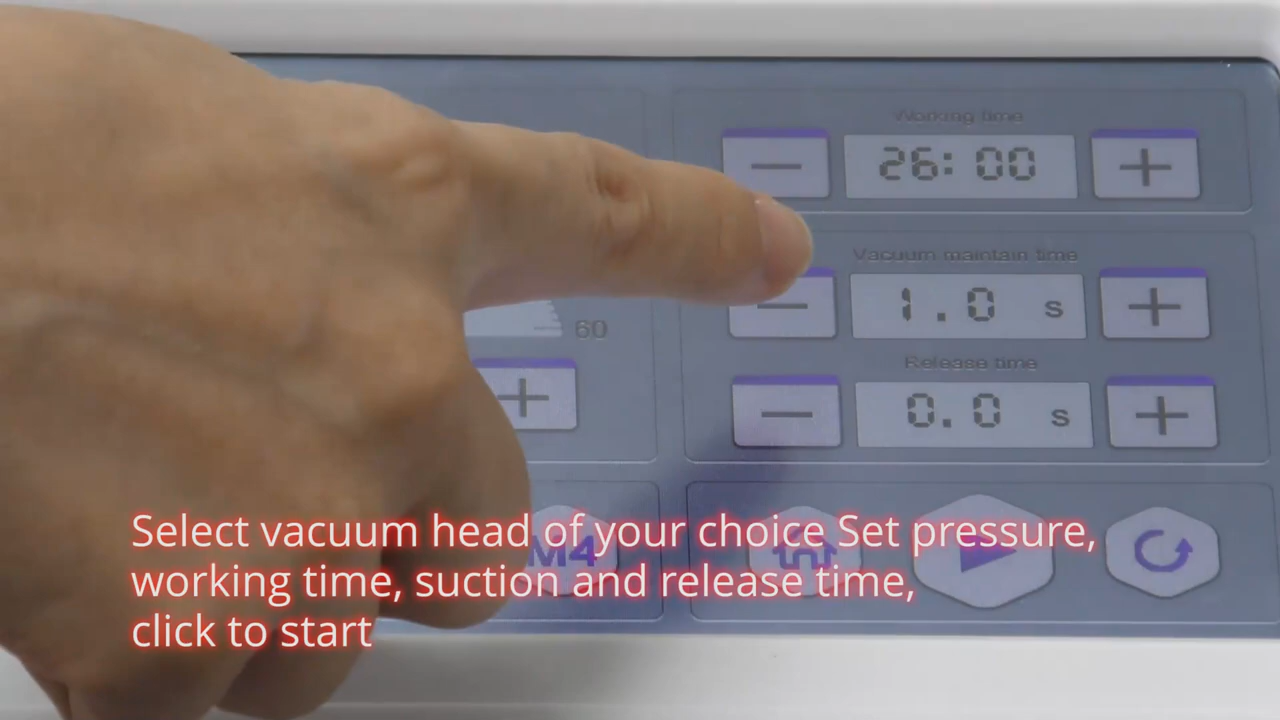 Working time
26:00
Vacuum maintain time
1.0 s
60
Release time
0.0 s
M4
Select vacuum head of your choice Set pressure,
working time, suction and release time,
click to start